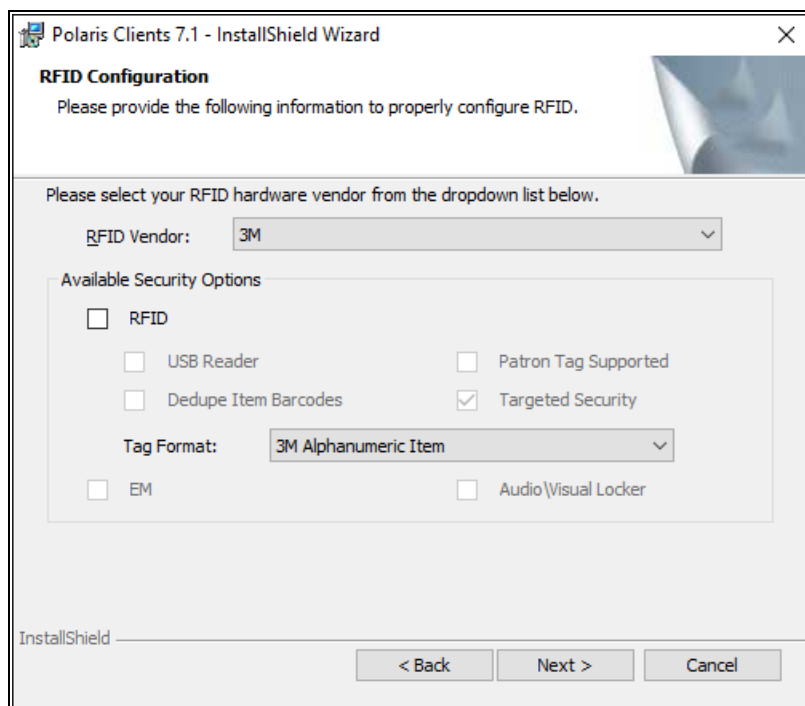 Polaris Clients 7.1 - InstallShield Wizard
RFID Configuration
Please provide the following information to properly configure RFID.
Please select your RFID hardware vendor from the dropdown list below.
RFID Vendor: 3M
Available Security Options
RFID
USB Reader Patron Tag Supported
Dedupe Item Barcodes Targeted Security
Tag Format: 3M Alphanumeric Item
EM Audio\Visual Locker
InstallShield
< Back Next > Cancel